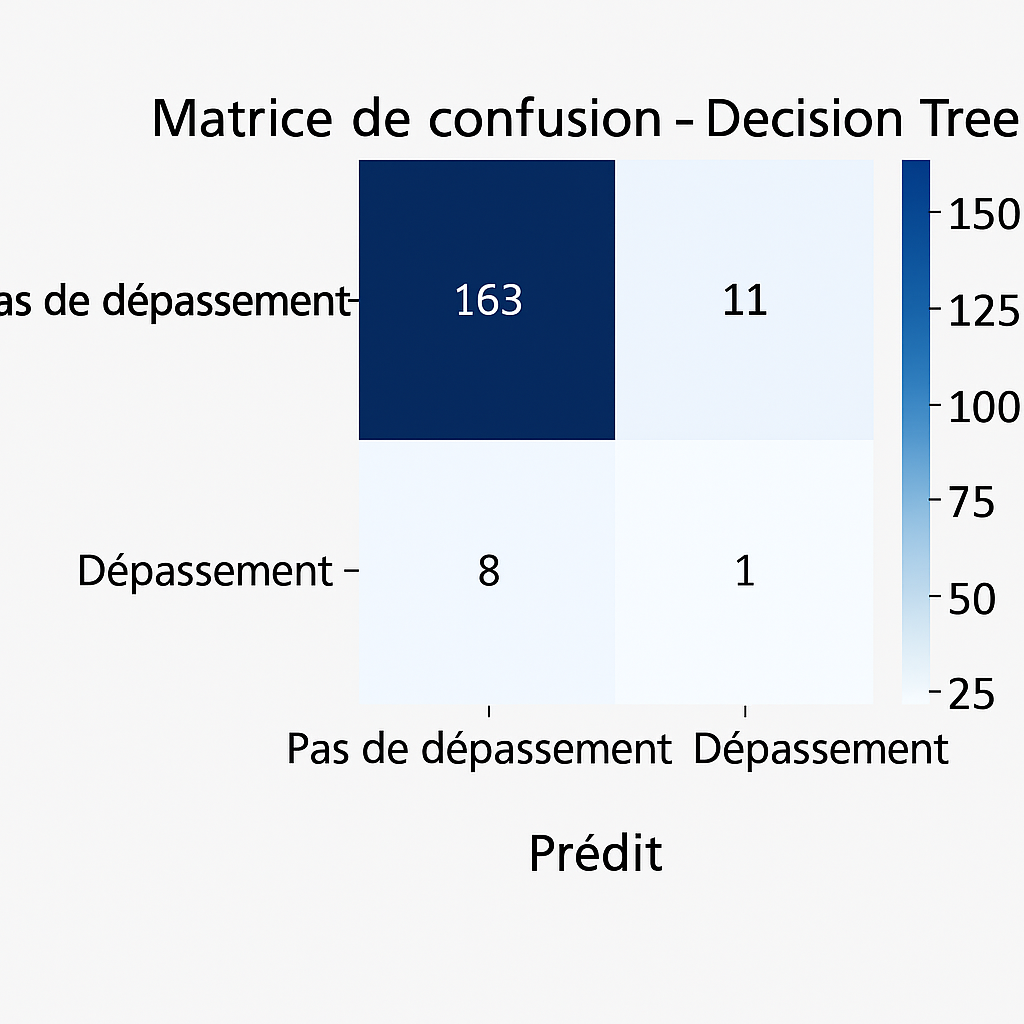 Matrice de confusion - Decision Tree
163 11
as de dépassement
8 1
Dépassement
Pas de dépassement Dépassement
Prédit
150
125
100
75
50
25